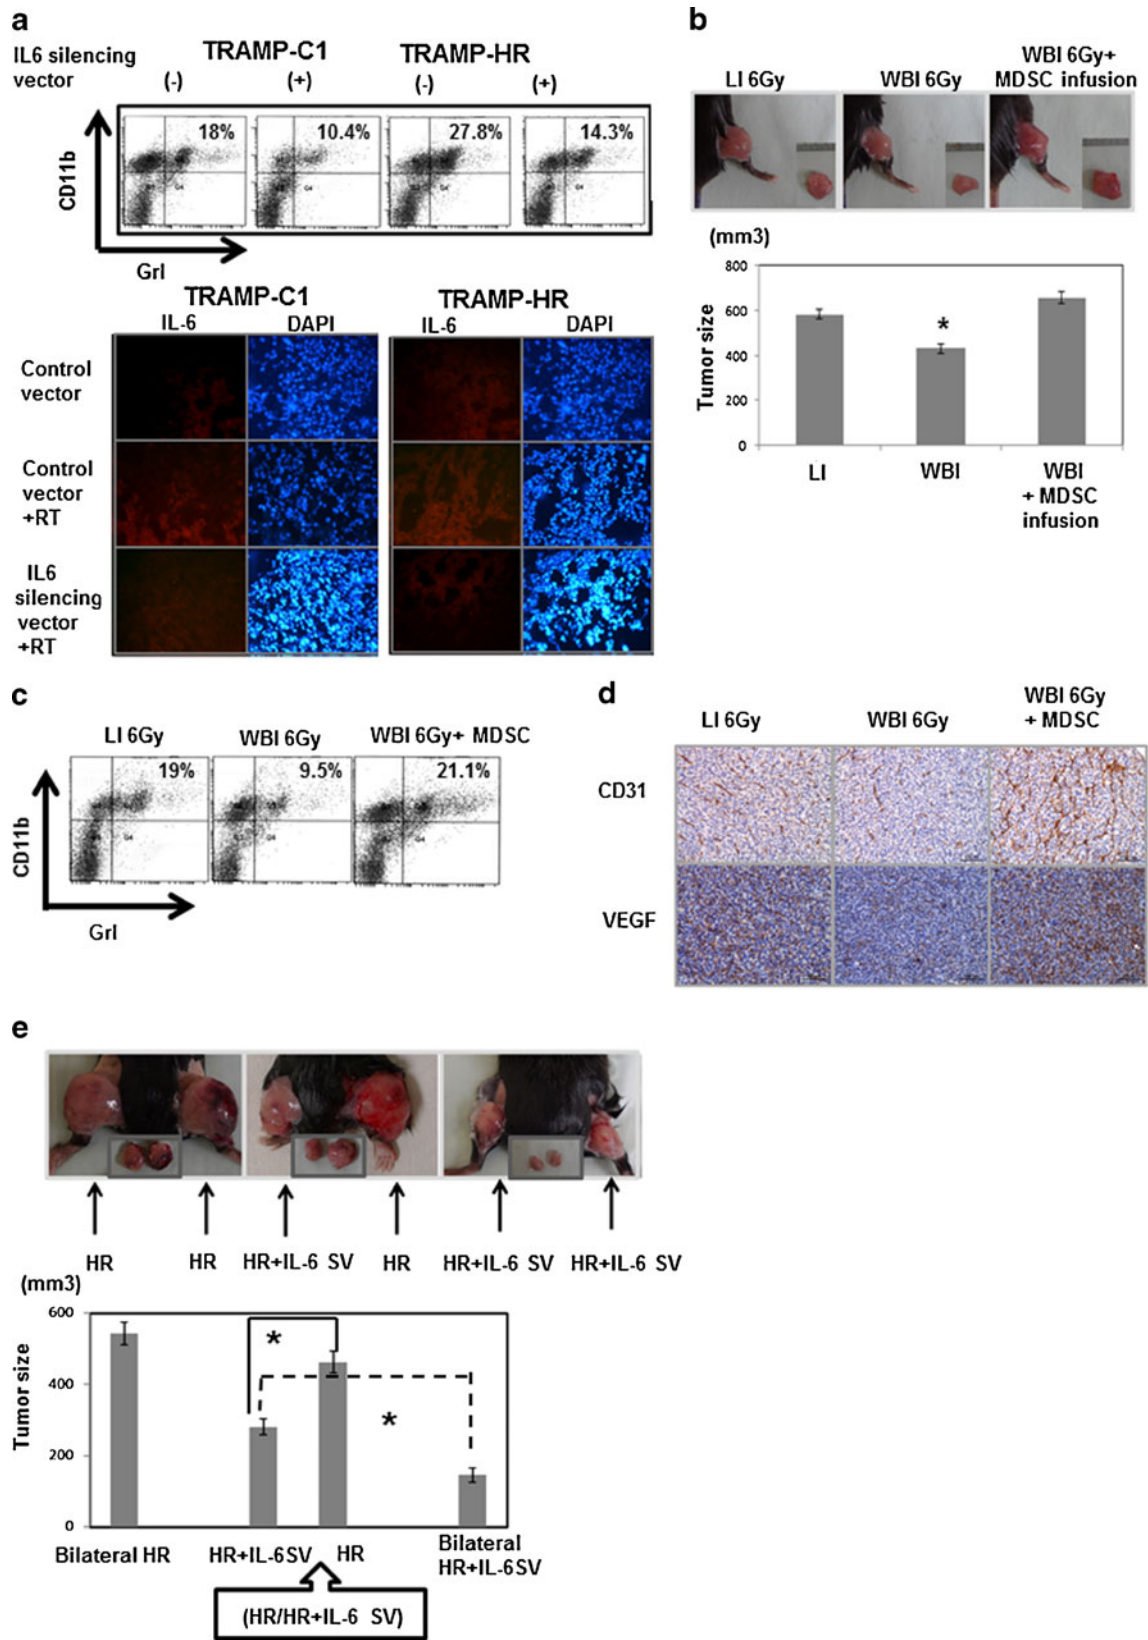 a
IL6 silencing
vector
TRAMP-C1
TRAMP-HR
(-)
(+)
(-)
(+)
18%
10.4%
27.8%
14.3%
CD11b
GrI
TRAMP-C1
TRAMP-HR
IL-6
DAPI
IL-6
DAPI
Control
vector
Control
vector
+RT
IL6
silencing
vector
+RT
b
LI 6Gy
WBI 6Gy
WBI 6Gy+
MDSC infusion
(mm3)
Tumor size
800
600
400
200
0
*
LI
WBI
WBI
+ MDSC
infusion
c
LI 6Gy
WBI 6Gy
WBI 6Gy+ MDSC
19%
9.5%
21.1%
CD11b
GrI
d
LI 6Gy
WBI 6Gy
WBI 6Gy
+ MDSC
CD31
VEGF
e
HR
HR
HR+IL-6 SV
HR
HR+IL-6 SV
HR+IL-6 SV
(mm3)
Tumor size
600
400
200
0
*
*
Bilateral HR
HR+IL-6SV
HR
Bilateral
HR+IL-6SV
(HR/HR+IL-6 SV)